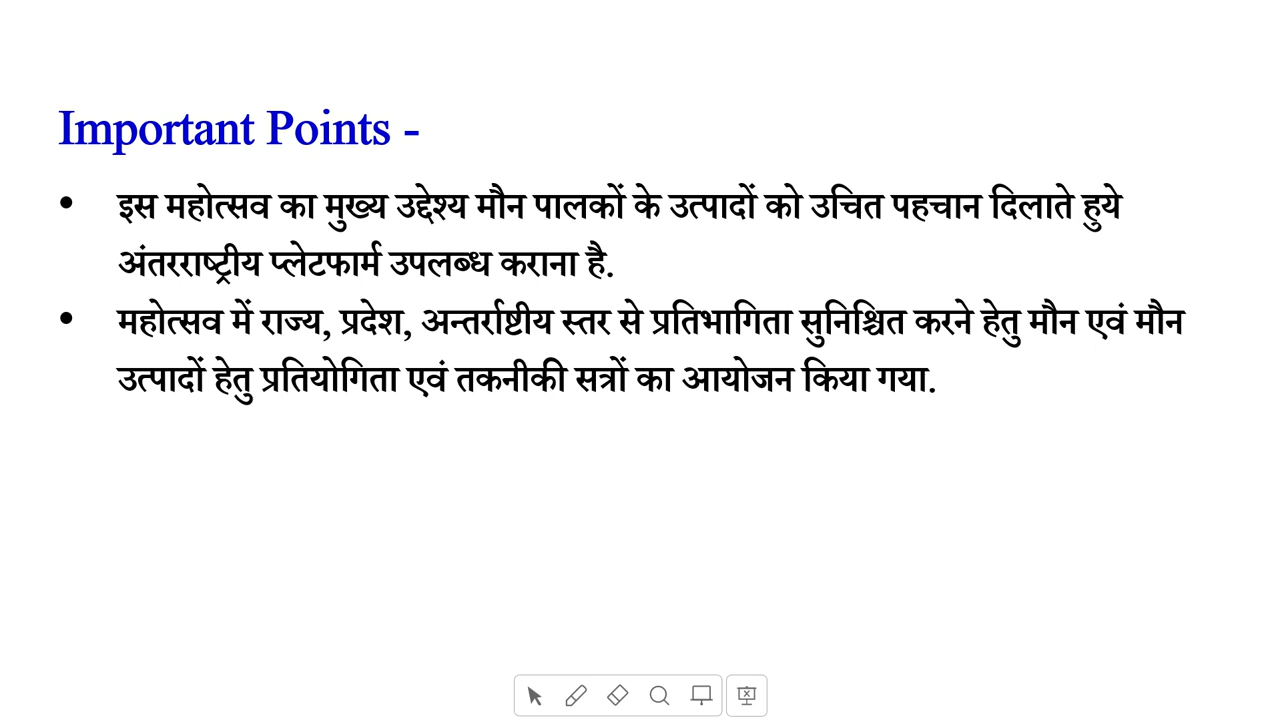 Important Points -
• इस महोत्सव का मुख्य उद्देश्य मौन पालकों के उत्पादों को उचित पहचान दिलाते हुये
अंतरराष्ट्रीय प्लेटफार्म उपलब्ध कराना है.
• महोत्सव में राज्य, प्रदेश, अन्तर्राष्टीय स्तर से प्रतिभागिता सुनिश्चित करने हेतु मौन एवं मौन
उत्पादों हेतु प्रतियोगिता एवं तकनीकी सत्रों का आयोजन किया गया.